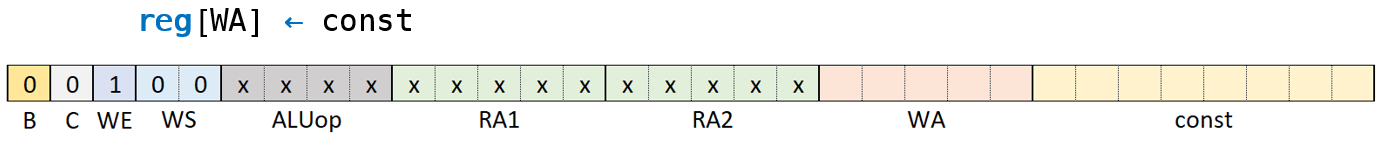 reg[WA] ← const
0 0 1 0 0 x x x x x x x x x x x x x x
B C WE WS ALUop RA1 RA2 WA const